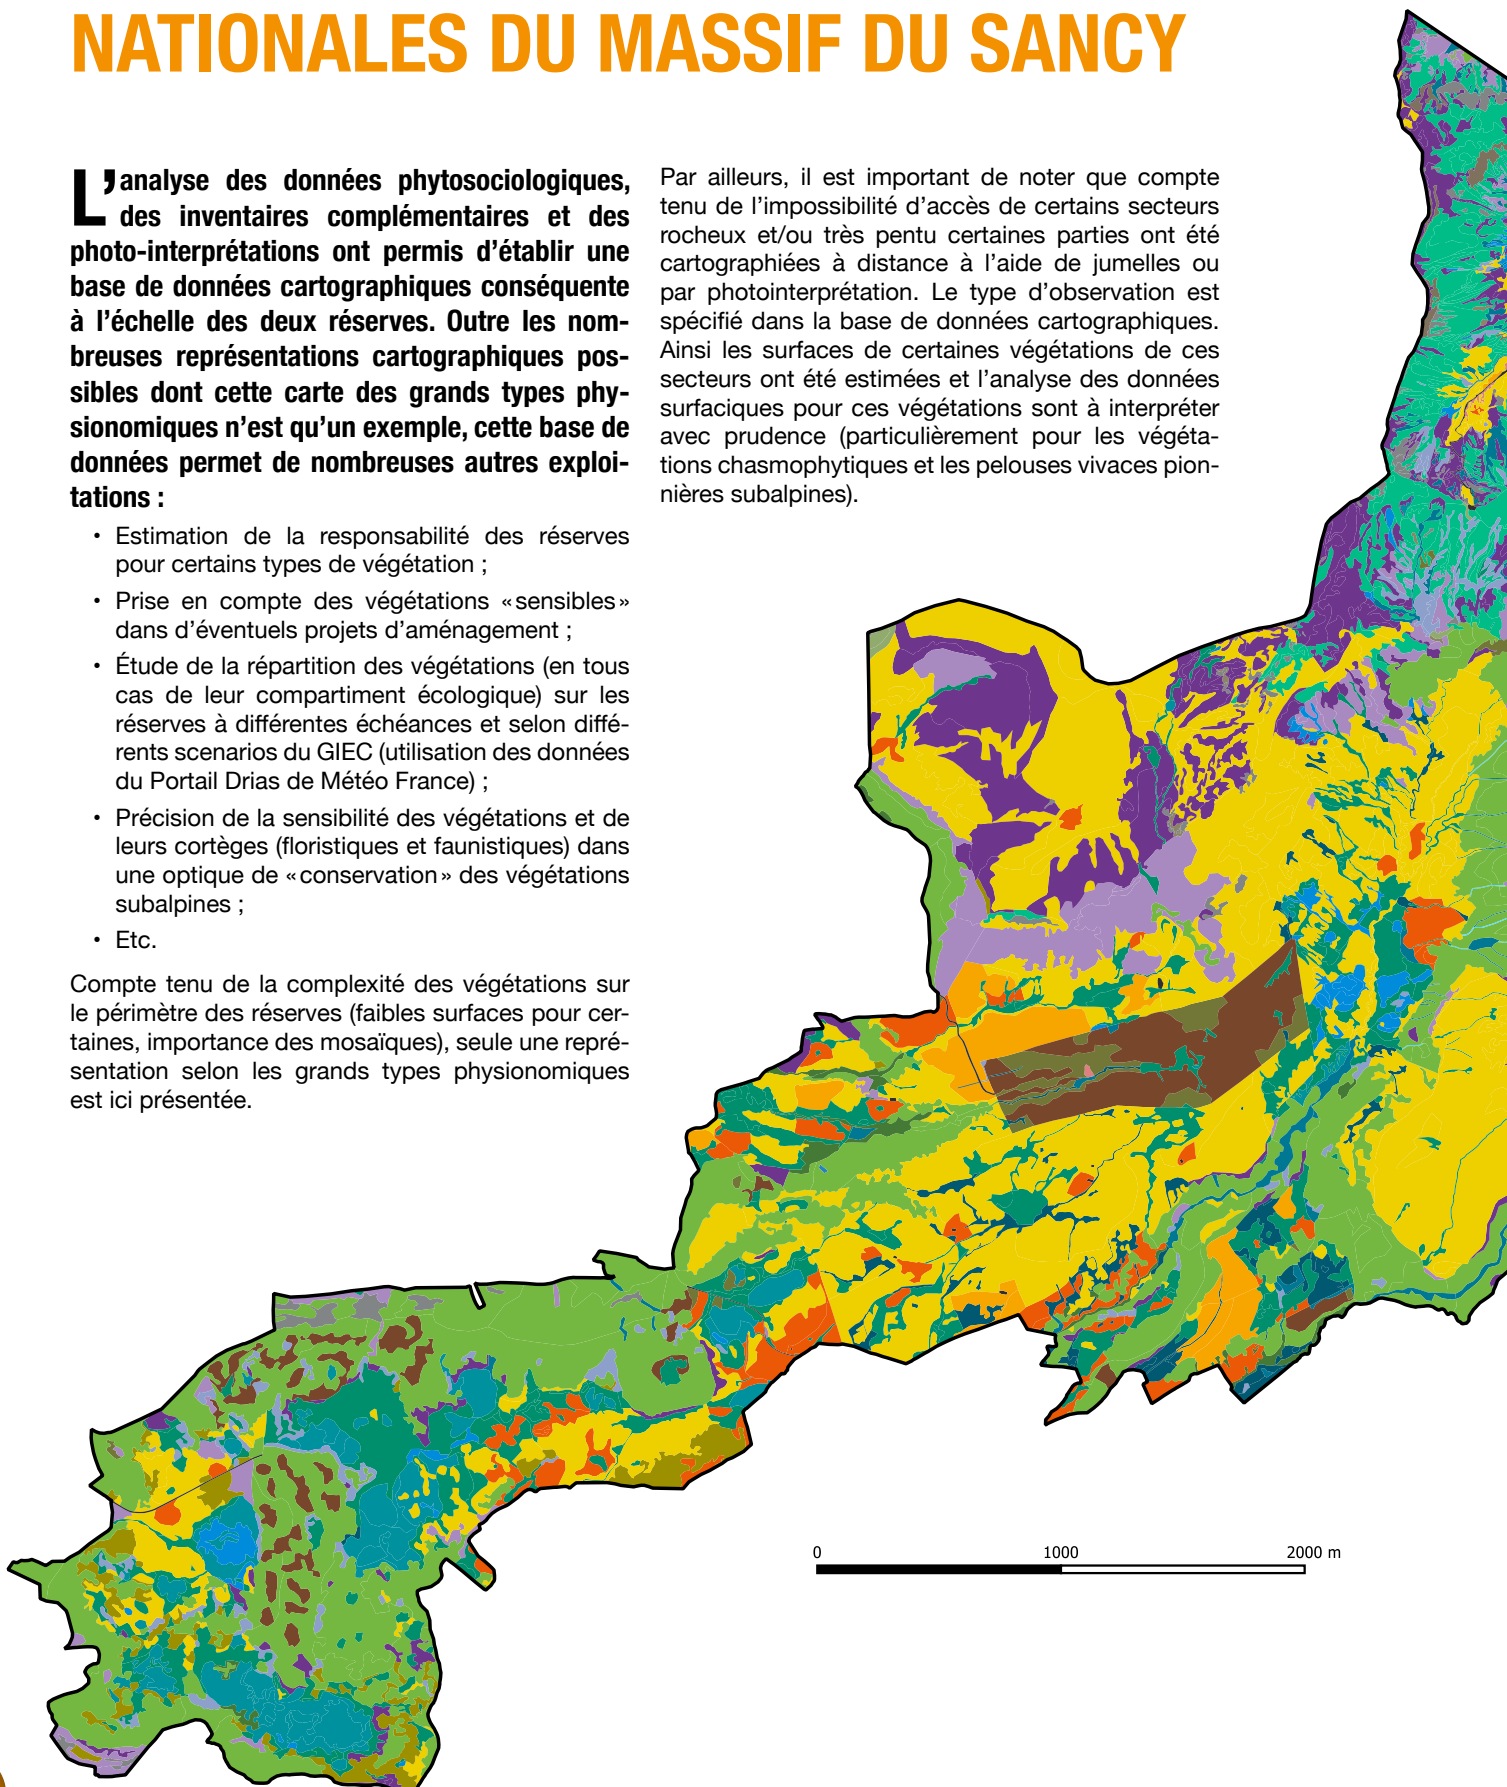 NATIONALES DU MASSIF DU SANCY
L’analyse des données phytosociologiques,
des inventaires complémentaires et des
photo-interprétations ont permis d’établir une
base de données cartographiques conséquente
à l’échelle des deux réserves. Outre les nom-
breuses représentations cartographiques pos-
sibles dont cette carte des grands types phy-
sionomiques n’est qu’un exemple, cette base de
données permet de nombreuses autres exploi-
tations :
• Estimation de la responsabilité des réserves
pour certains types de végétation ;
• Prise en compte des végétations «sensibles»
dans d’éventuels projets d’aménagement ;
• Étude de la répartition des végétations (en tous
cas de leur compartiment écologique) sur les
réserves à différentes échéances et selon diffé-
rents scenarios du GIEC (utilisation des données
du Portail Drias de Météo France) ;
• Précision de la sensibilité des végétations et de
leurs cortèges (floristiques et faunistiques) dans
une optique de «conservation» des végétations
subalpines ;
• Etc.
Compte tenu de la complexité des végétations sur
le périmètre des réserves (faibles surfaces pour cer-
taines, importance des mosaïques), seule une repré-
sentation selon les grands types physionomiques
est ici présentée.
Par ailleurs, il est important de noter que compte
tenu de l’impossibilité d’accès de certains secteurs
rocheux et/ou très pentu certaines parties ont été
cartographiées à distance à l’aide de jumelles ou
par photointerprétation. Le type d’observation est
spécifié dans la base de données cartographiques.
Ainsi les surfaces de certaines végétations de ces
secteurs ont été estimées et l’analyse des données
surfaciques pour ces végétations sont à interpréter
avec prudence (particulièrement pour les végéta-
tions chasmophytiques et les pelouses vivaces pion-
nières subalpines).
0 1000 2000 m